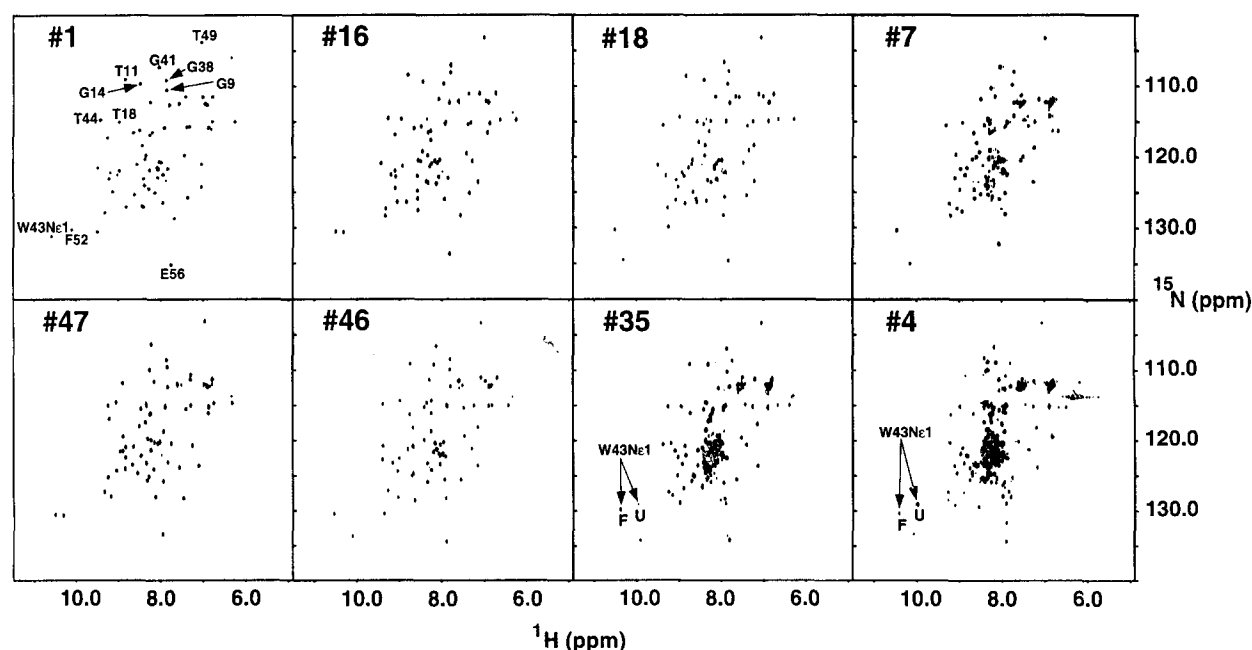 #1
T49
G41
T11
G38
G14
G9
T44
T18
W43Nε1
F52
E56
#16
#18
#7
110.0
120.0
130.0
15
N (ppm)
#47
#46
#35
W43Nε1
F
U
#4
W43Nε1
F
U
110.0
120.0
130.0
10.0 8.0 6.0 10.0 8.0 6.0 10.0 8.0 6.0 10.0 8.0 6.0
1H (ppm)